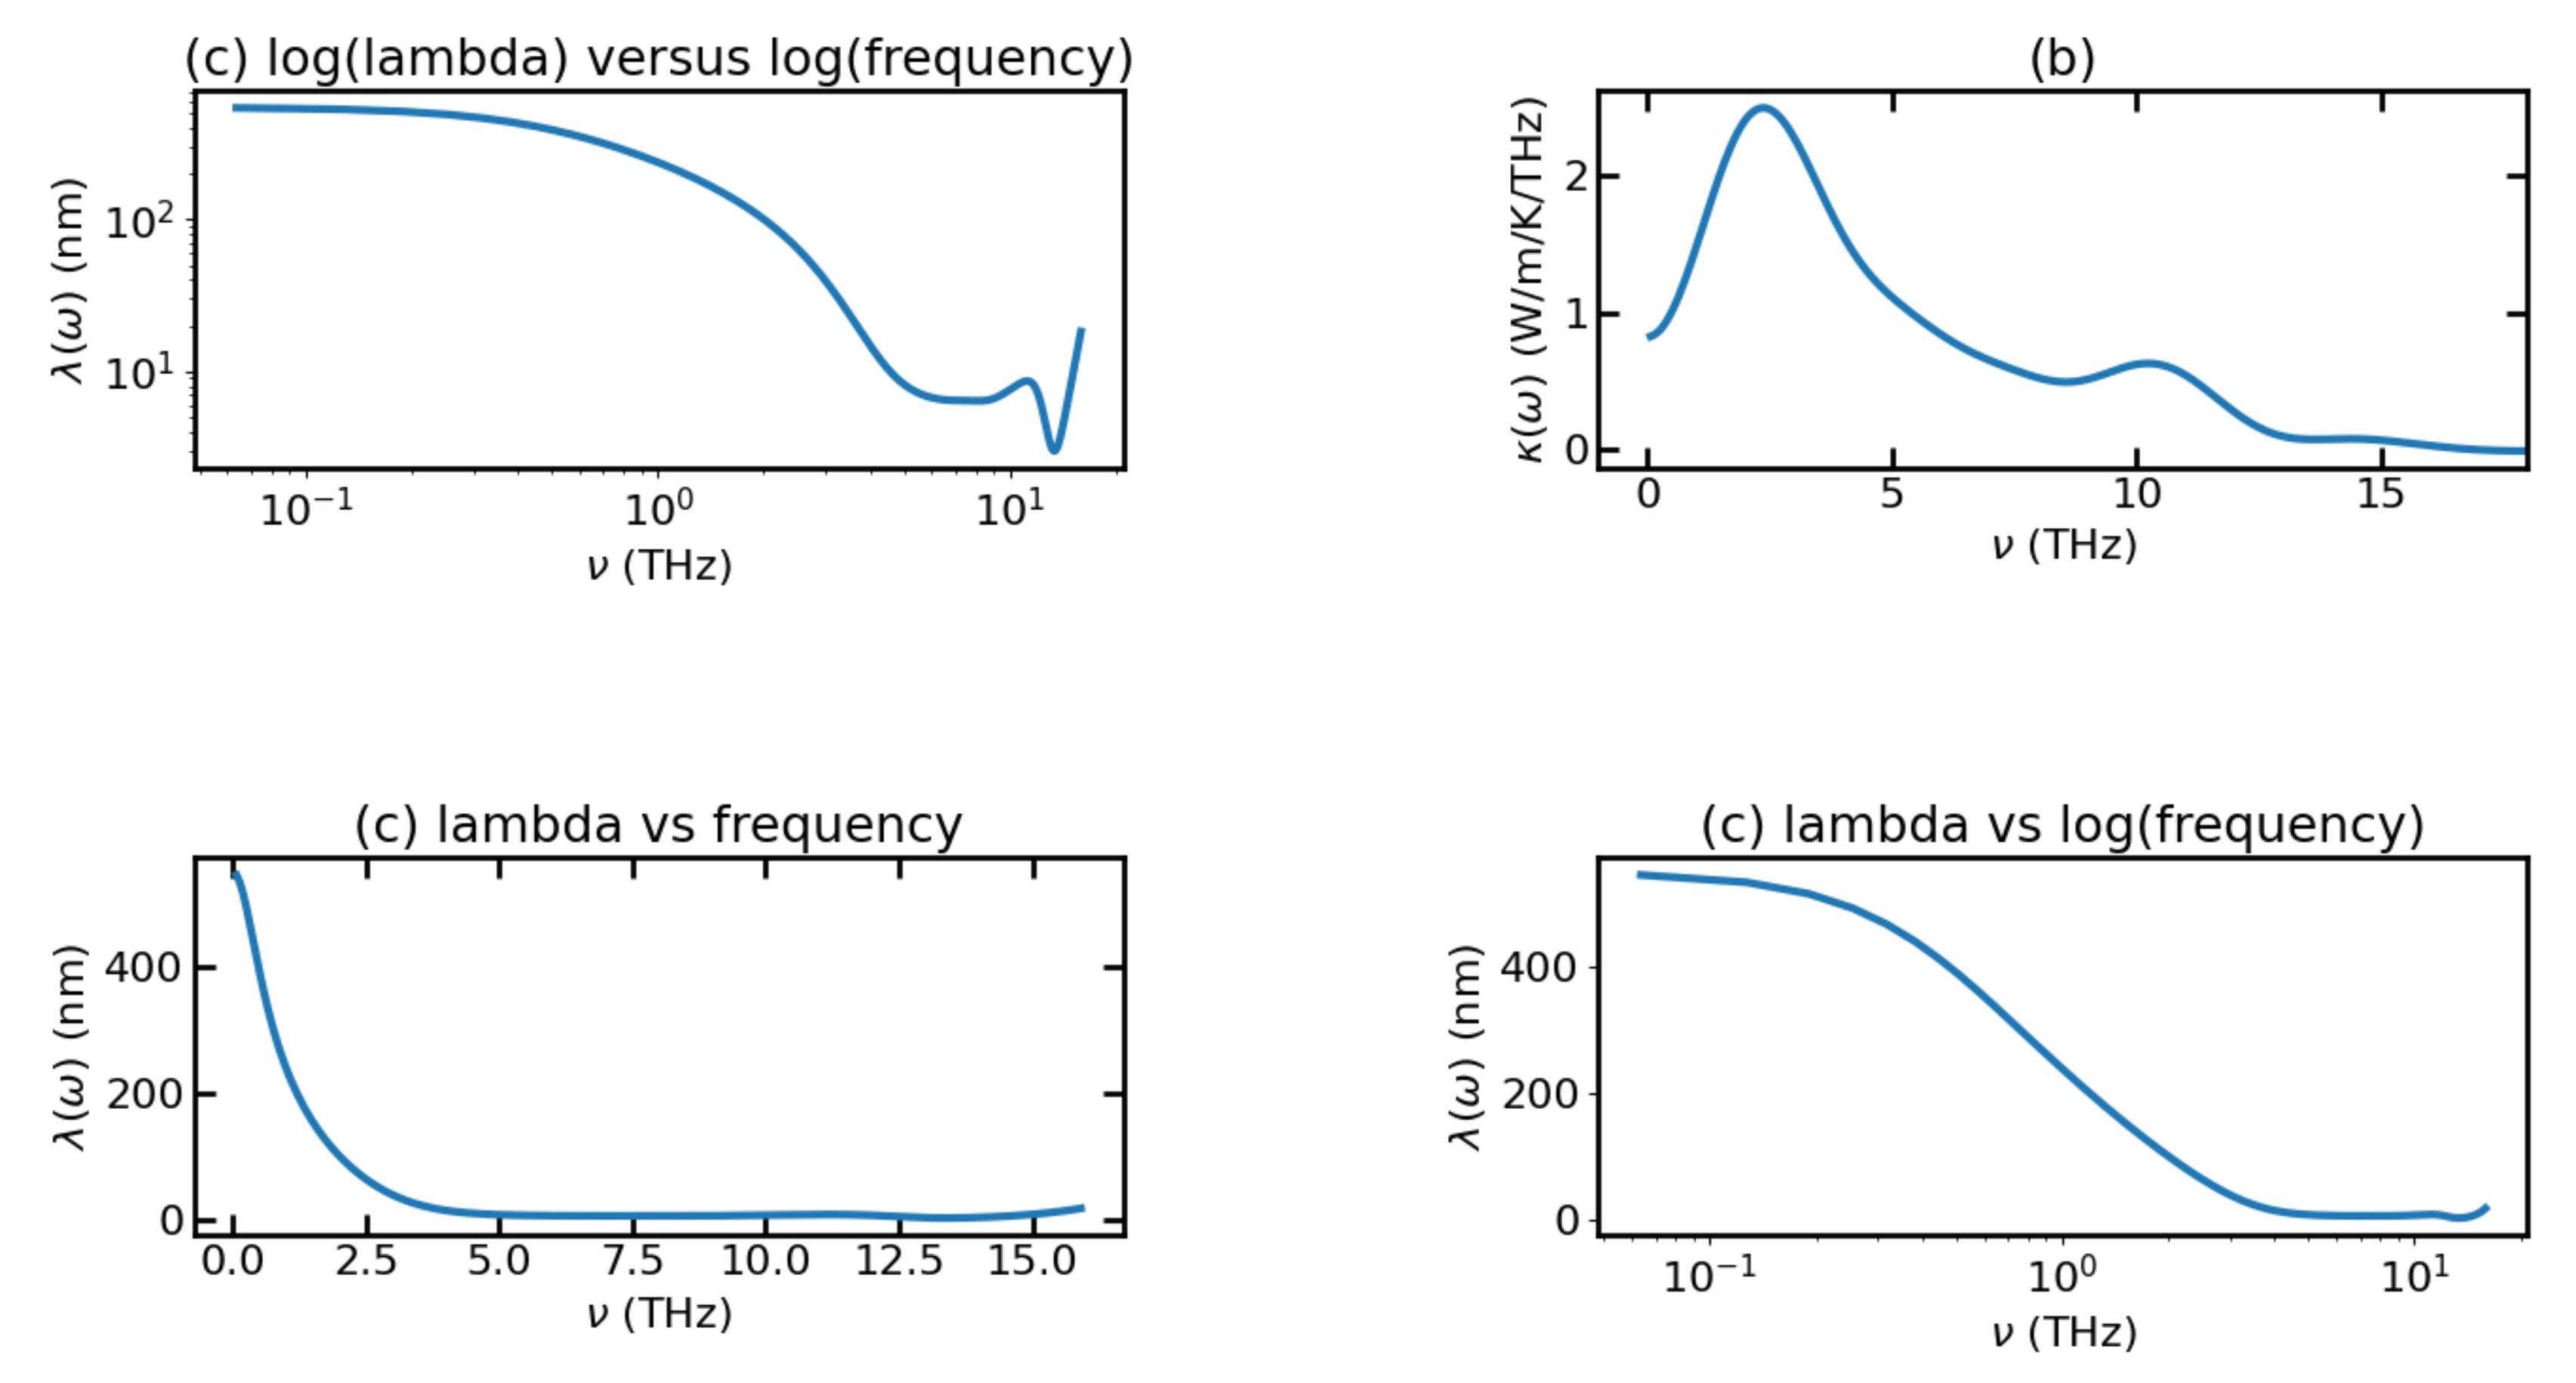 (c) log(lambda) versus log(frequency)
λ(ω) (nm)
10²
10¹
10⁻¹ 10⁰ 10¹
ν (THz)
(b)
κ(ω) (W/m/K/THz)
2
1
0
0 5 10 15
ν (THz)
(c) lambda vs frequency
λ(ω) (nm)
400
200
0
0.0 2.5 5.0 7.5 10.0 12.5 15.0
ν (THz)
(c) lambda vs log(frequency)
λ(ω) (nm)
400
200
0
10⁻¹ 10⁰ 10¹
ν (THz)